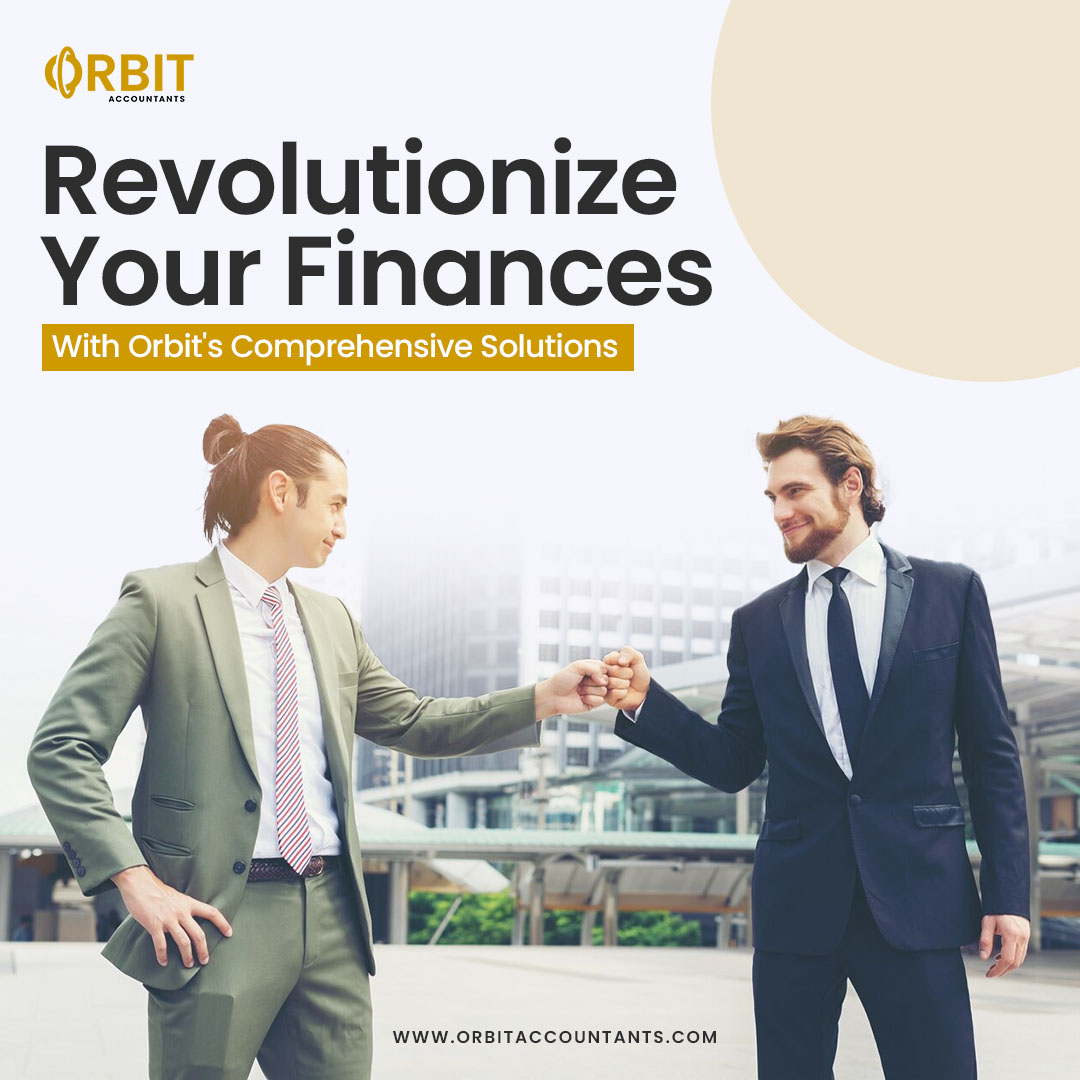 ORBIT
ACCOUNTANTS
Revolutionize
Your Finances
With Orbit's Comprehensive Solutions
WWW.ORBITACCOUNTANTS.COM